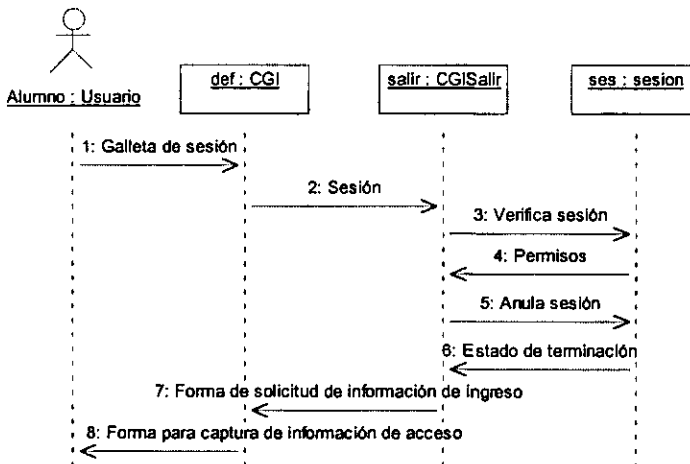 def : CGI
salir : CGISalir
ses : sesion
Alumno : Usuario
1: Galleta de sesión
2: Sesión
3: Verifica sesión
4: Permisos
5: Anula sesión
6: Estado de terminación
7: Forma de solicitud de información de ingreso
8: Forma para captura de información de acceso